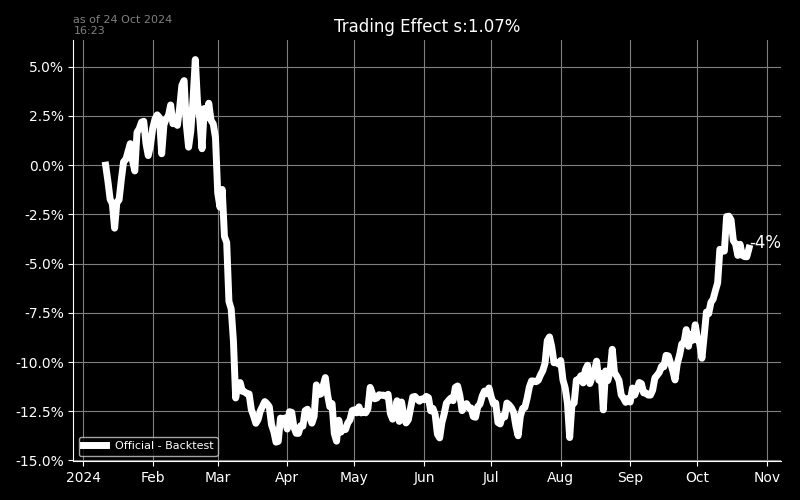 as of 24 Oct 2024
16:23
Trading Effect s:1.07%
5.0%
2.5%
0.0%
-2.5%
-5.0%
-7.5%
-10.0%
-12.5%
-15.0%
-4%
Official - Backtest
2024 Feb Mar Apr May Jun Jul Aug Sep Oct Nov